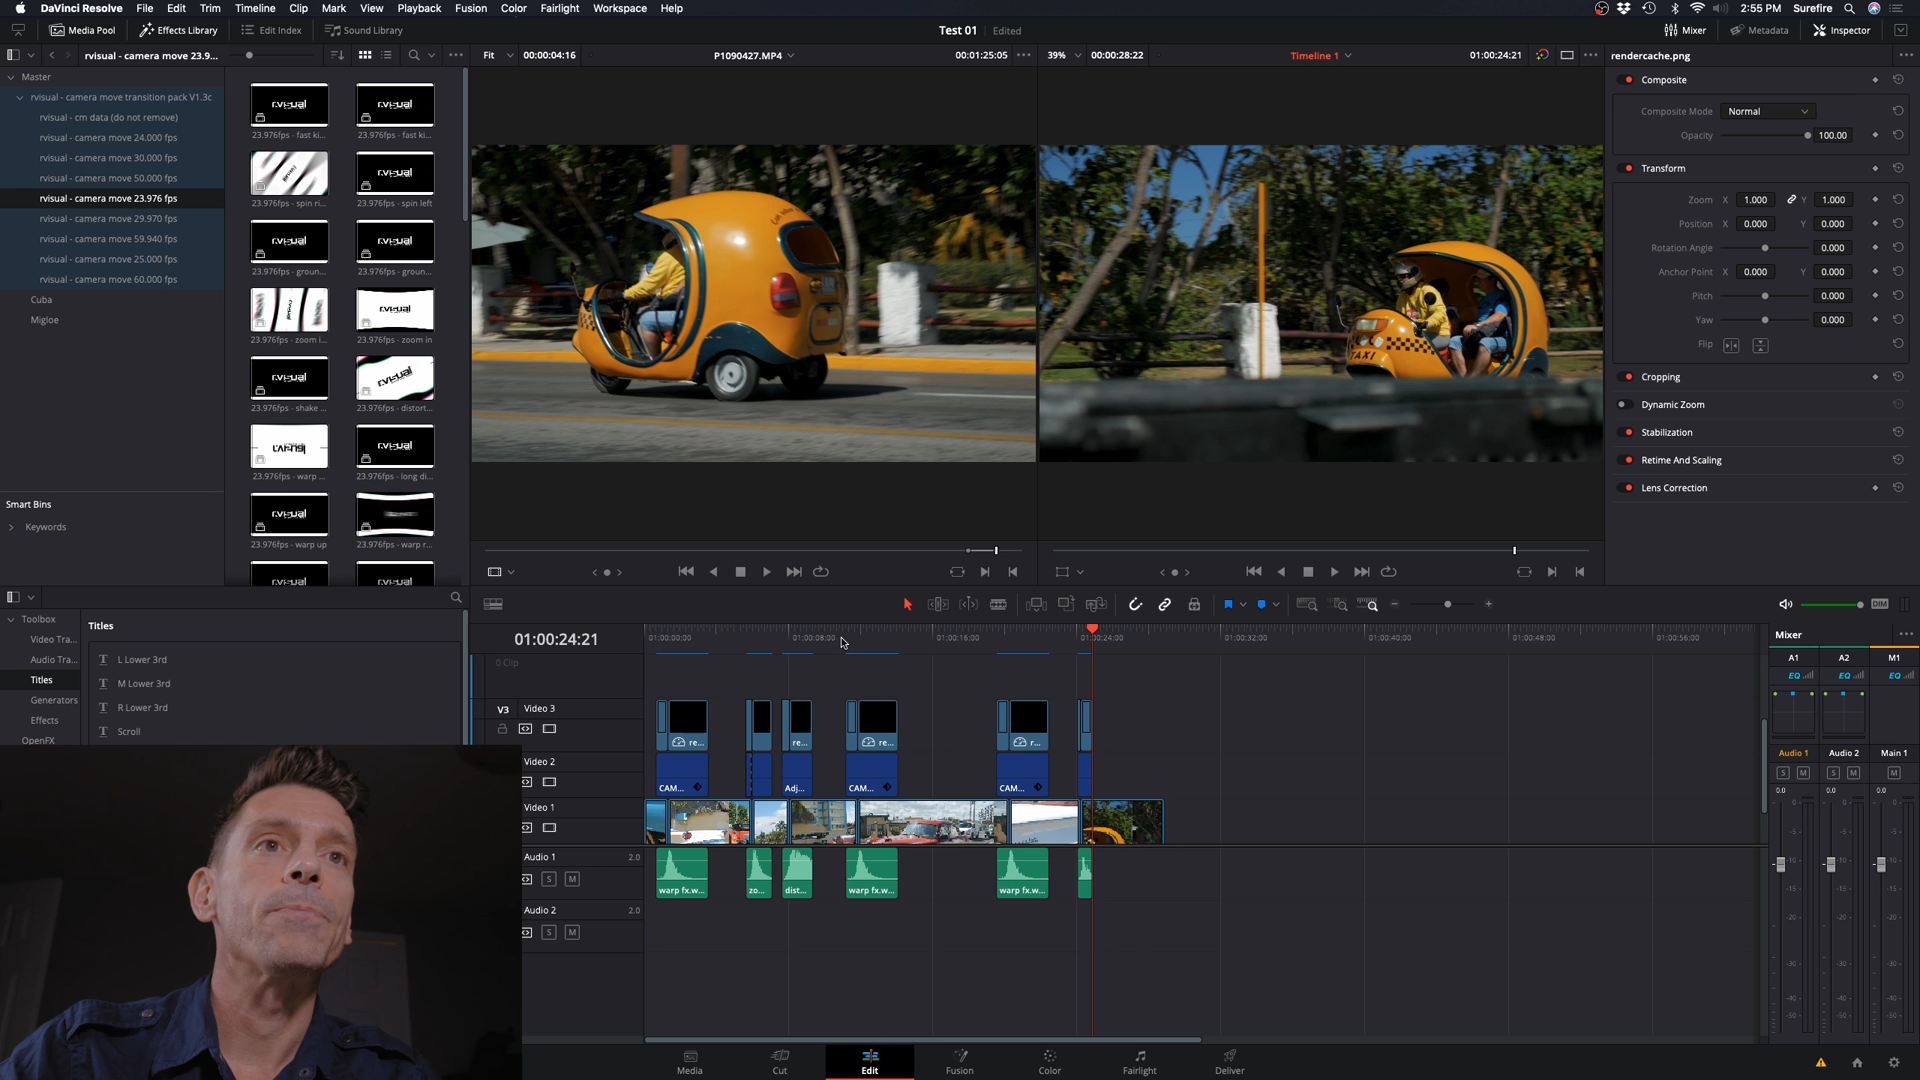 DaVinci Resolve File Edit Trim Timeline Clip Mark View Playback Fusion Color Fairlight Workspace Help
2:55 PM Surefire
Media Pool Effects Library Edit Index Sound Library
Test 01 Edited
Mixer Metadata Inspector
rvisual - camera move 23.9...
Fit 00:00:04:16 P1090427.MP4 00:01:25:05
39% 00:00:28:22 Timeline 1 01:00:24:21
rendercache.png
Master
rvisual - camera move transition pack V1.3c
rvisual - cm data (do not remove)
rvisual - camera move 24.000 fps
rvisual - camera move 30.000 fps
rvisual - camera move 50.000 fps
rvisual - camera move 23.976 fps
rvisual - camera move 29.970 fps
rvisual - camera move 59.940 fps
rvisual - camera move 25.000 fps
rvisual - camera move 60.000 fps
Cuba
Migloe
Smart Bins
Keywords
23.976fps - fast ki... 23.976fps - fast ki...
23.976fps - spin ri... 23.976fps - spin left
23.976fps - groun... 23.976fps - groun...
23.976fps - zoom i... 23.976fps - zoom in
23.976fps - shake ... 23.976fps - distort...
23.976fps - warp ... 23.976fps - long di...
23.976fps - warp up 23.976fps - warp r...
TAXI
Composite
Composite Mode Normal
Opacity 100.00
Transform
Zoom X 1.000 Y 1.000
Position X 0.000 Y 0.000
Rotation Angle 0.000
Anchor Point X 0.000 Y 0.000
Pitch 0.000
Yaw 0.000
Flip
Cropping
Dynamic Zoom
Stabilization
Retime And Scaling
Lens Correction
Toolbox
Video Tra...
Audio Tra...
Titles
Generators
Effects
OpenFX
Titles
L Lower 3rd
M Lower 3rd
R Lower 3rd
Scroll
01:00:24:21
01:00:00:00 01:00:08:00 01:00:16:00 01:00:24:00 01:00:32:00 01:00:40:00 01:00:48:00 01:00:56:00
0 Clip
V3 Video 3
re... re... re... r...
Video 2
CAM... Adj... CAM... CAM...
Video 1
Audio 1 2.0
S M
warp fx.w... zo... dist... warp fx.w... warp fx.w...
Audio 2 2.0
S M
DIM
Mixer
A1 A2 M1
EQ EQ EQ
Audio 1 Audio 2 Main 1
S M S M M
0.0 0.0 0.0
Media Cut Edit Fusion Color Fairlight Deliver